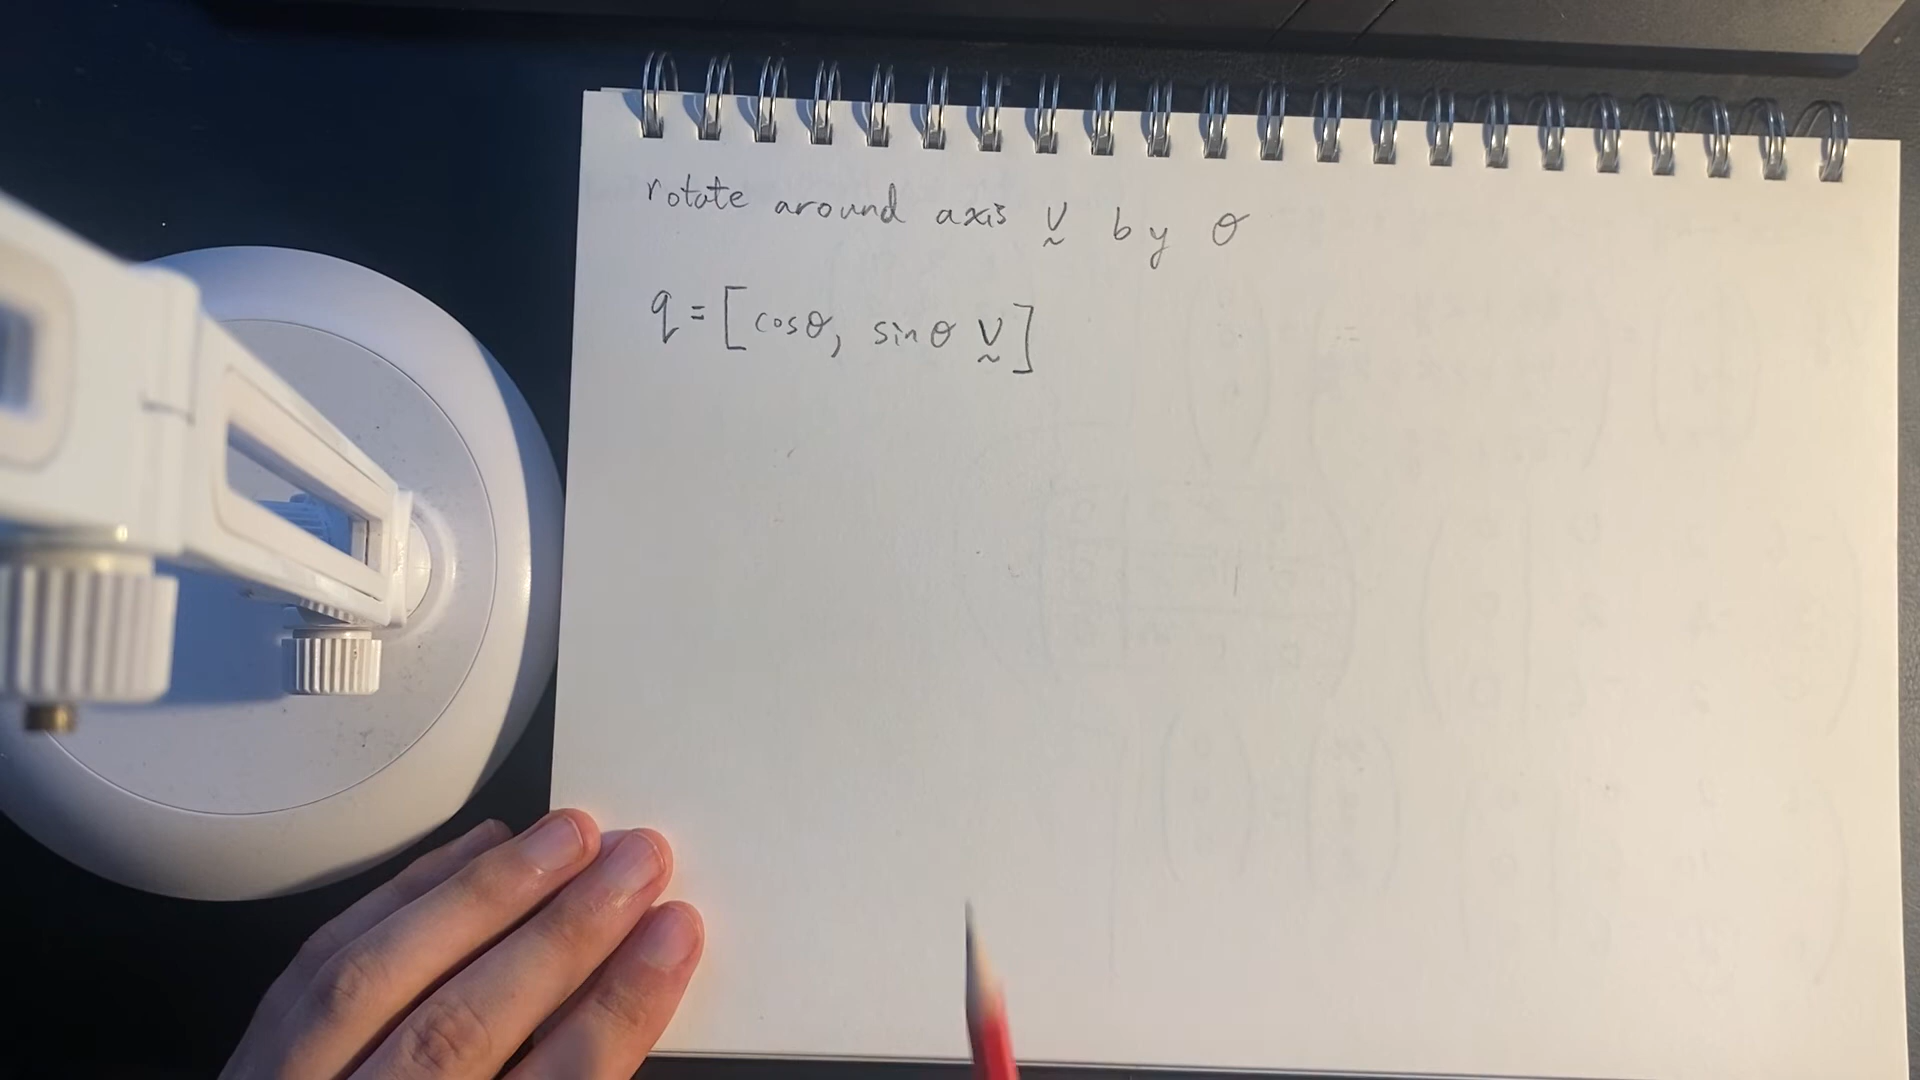 rotate around axis v by θ
q = [cosθ, sinθ v]